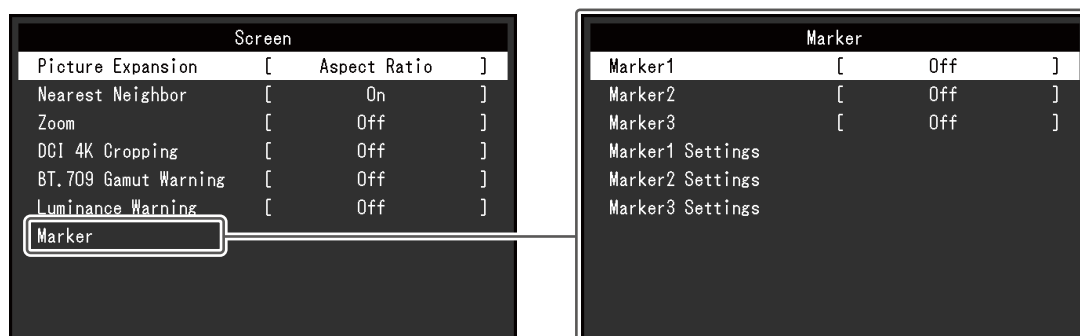 Screen
Picture Expansion [ Aspect Ratio ]
Nearest Neighbor [ On ]
Zoom [ Off ]
DCI 4K Cropping [ Off ]
BT.709 Gamut Warning [ Off ]
Luminance Warning [ Off ]
Marker
Marker
Marker1 [ Off ]
Marker2 [ Off ]
Marker3 [ Off ]
Marker1 Settings
Marker2 Settings
Marker3 Settings